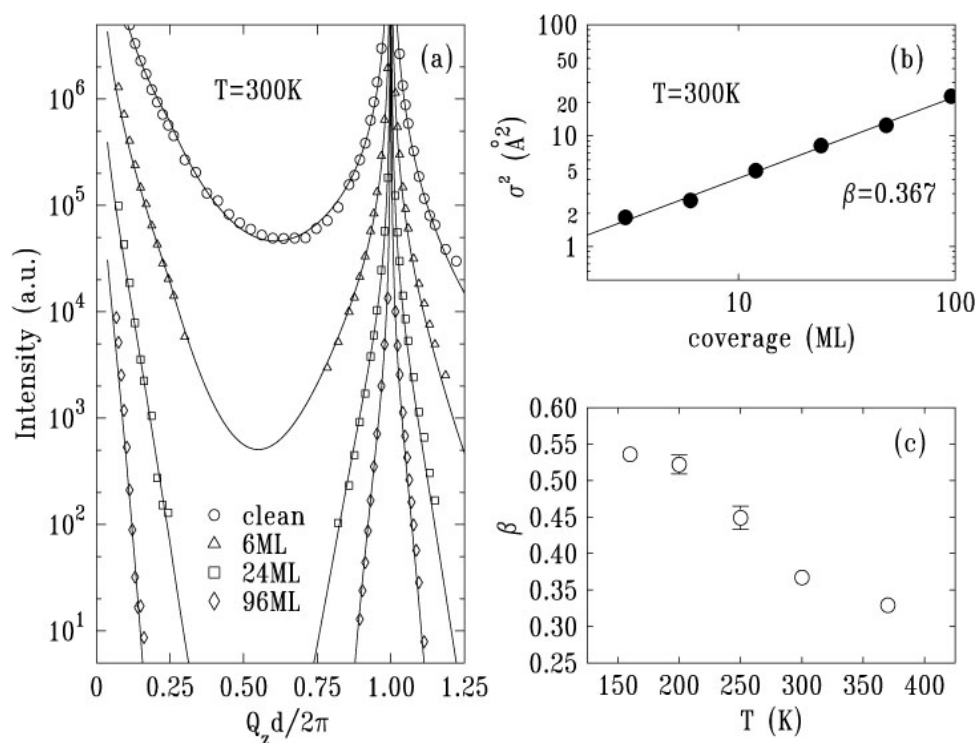 (a)
T=300K
Intensity (a.u.)
10^6
10^5
10^4
10^3
10^2
10^1
○ clean
△ 6ML
□ 24ML
◇ 96ML
0 0.25 0.50 0.75 1.00 1.25
Q_z d/2π
(b)
T=300K
β=0.367
σ^2 (Å^2)
100
50
20
10
5
2
1
10 100
coverage (ML)
(c)
β
0.60
0.55
0.50
0.45
0.40
0.35
0.30
0.25
150 200 250 300 350 400
T (K)